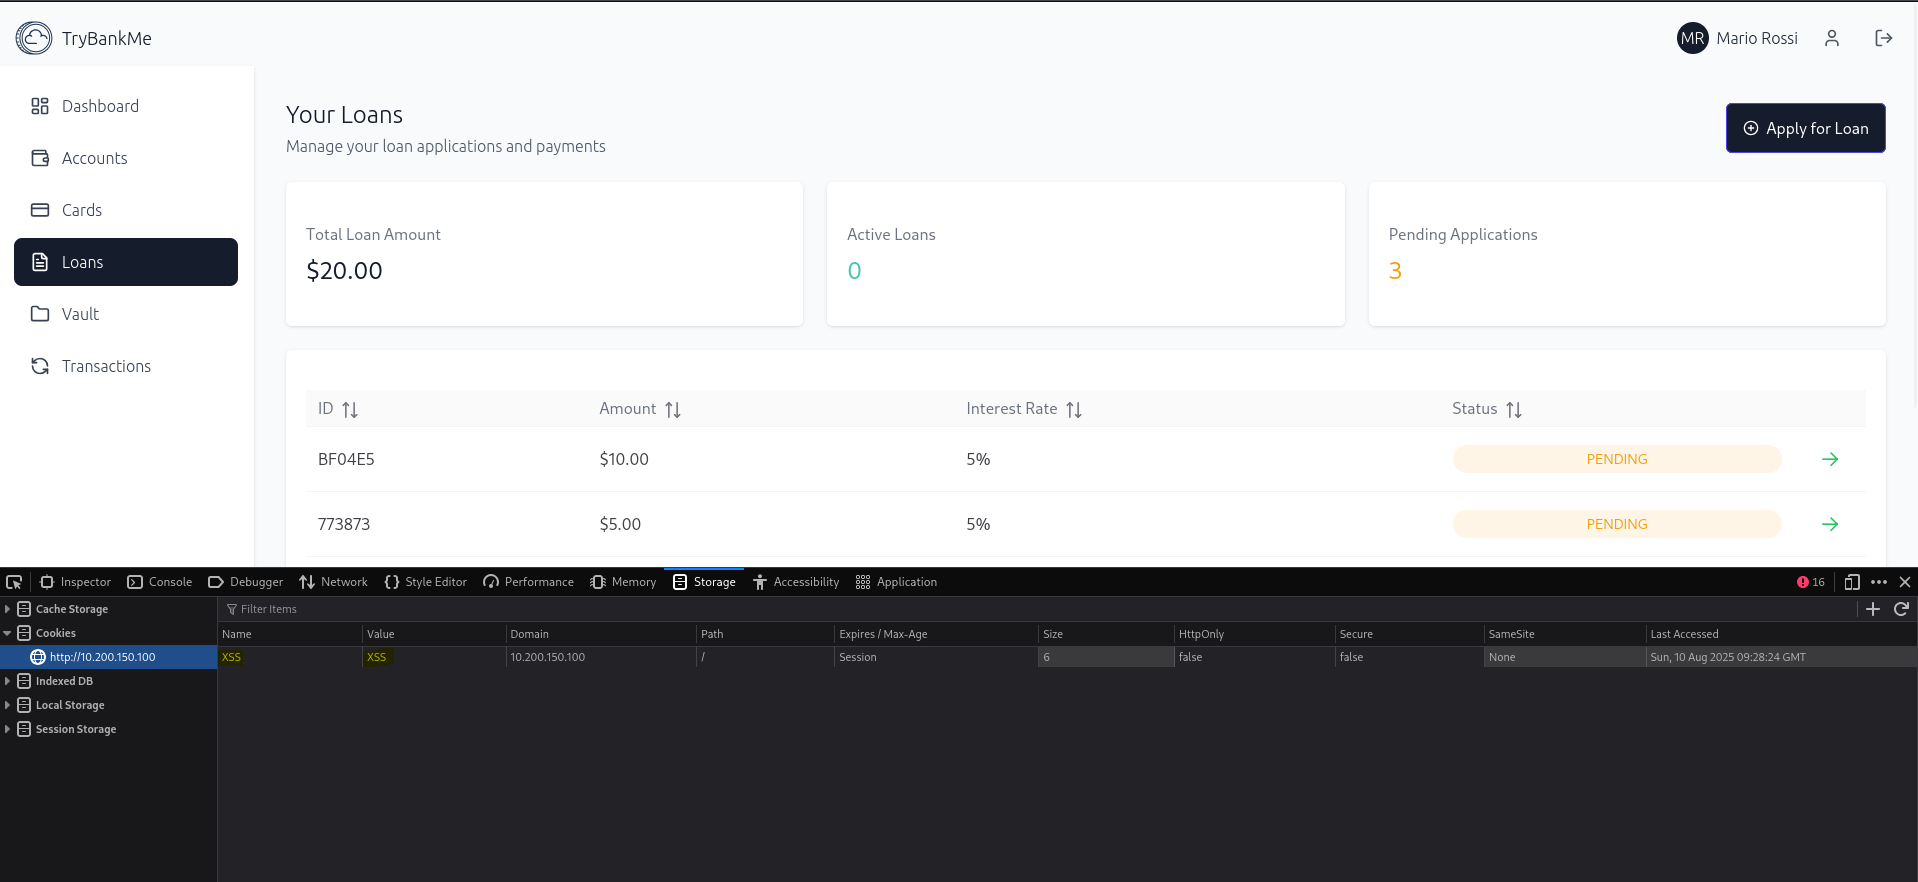 TryBankMe
MR Mario Rossi
Dashboard
Accounts
Cards
Loans
Vault
Transactions
Your Loans
Manage your loan applications and payments
Apply for Loan
Total Loan Amount
$20.00
Active Loans
0
Pending Applications
3
ID Amount Interest Rate Status
BF04E5 $10.00 5% PENDING
773873 $5.00 5% PENDING
Inspector Console Debugger Network Style Editor Performance Memory Storage Accessibility Application 16
Cache Storage
Cookies
http://10.200.150.100
Indexed DB
Local Storage
Session Storage
Filter Items
Name Value Domain Path Expires / Max-Age Size HttpOnly Secure SameSite Last Accessed
XSS XSS 10.200.150.100 / Session 6 false false None Sun, 10 Aug 2025 09:28:24 GMT